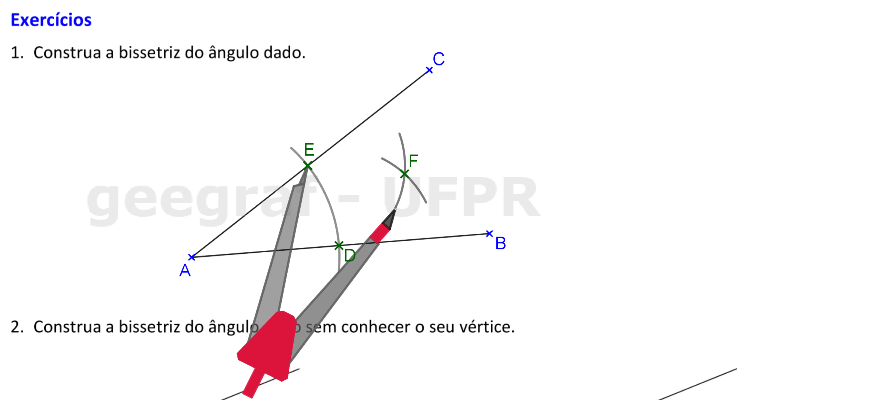 Exercícios
1. Construa a bissetriz do ângulo dado.
C
E
F
geegraf - UFPR
B
D
A
2. Construa a bissetriz do ângulo sem conhecer o seu vértice.